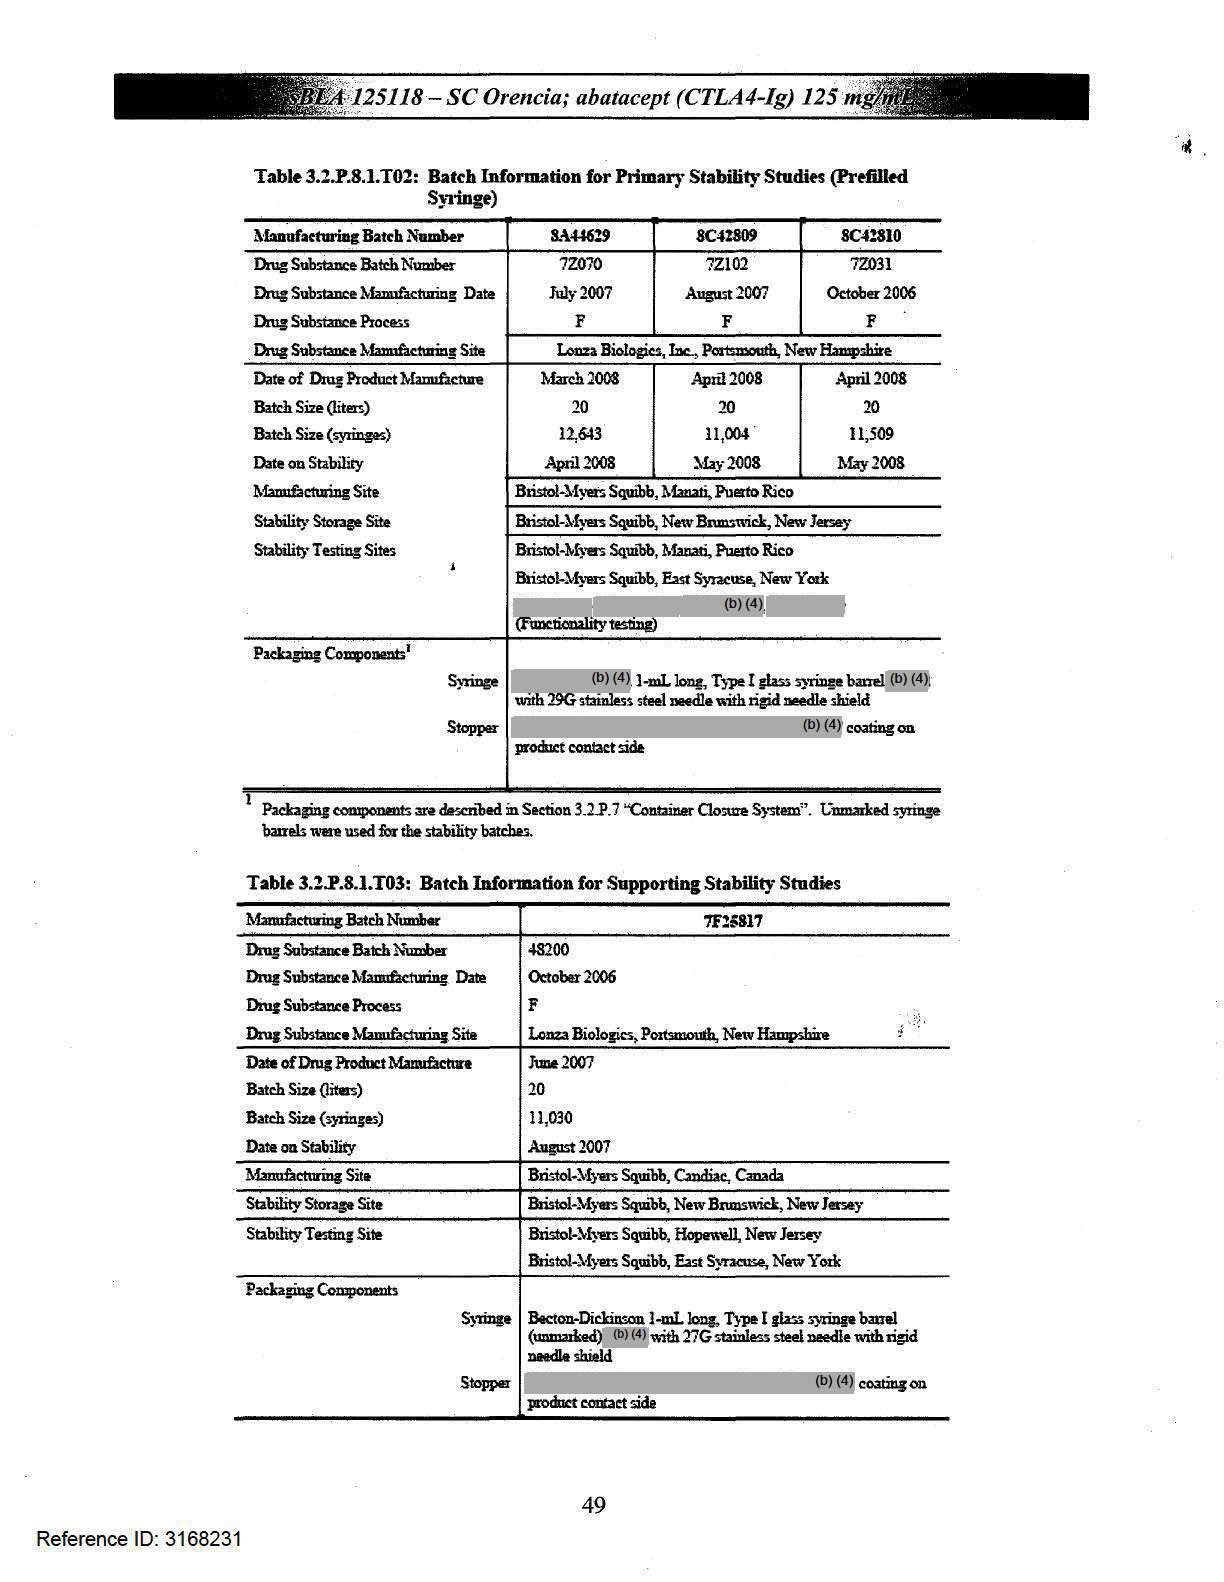 sBLA 125118 – SC Orencia; abatacept (CTLA4-Ig) 125 mg/mL
Table 3.2.P.8.1.T02: Batch Information for Primary Stability Studies (Prefilled
Syringe)
Manufacturing Batch Number 8A44629 8C42809 8C42810
Drug Substance Batch Number 7Z070 7Z102 7Z031
Drug Substance Manufacturing Date July 2007 August 2007 October 2006
Drug Substance Process F F F
Drug Substance Manufacturing Site Lonza Biologics, Inc., Portsmouth, New Hampshire
Date of Drug Product Manufacture March 2008 April 2008 April 2008
Batch Size (liters) 20 20 20
Batch Size (syringes) 12,643 11,004 11,509
Date on Stability April 2008 May 2008 May 2008
Manufacturing Site Bristol-Myers Squibb, Manati, Puerto Rico
Stability Storage Site Bristol-Myers Squibb, New Brunswick, New Jersey
Stability Testing Sites Bristol-Myers Squibb, Manati, Puerto Rico
Bristol-Myers Squibb, East Syracuse, New York
(b) (4)
(Functionality testing)
Packaging Components1
Syringe (b) (4) 1-mL long, Type I glass syringe barrel (b) (4)
with 29G stainless steel needle with rigid needle shield
Stopper (b) (4) coating on
product contact side
1 Packaging components are described in Section 3.2.P.7 "Container Closure System". Unmarked syringe
barrels were used for the stability batches.
Table 3.2.P.8.1.T03: Batch Information for Supporting Stability Studies
Manufacturing Batch Number 7F25817
Drug Substance Batch Number 48200
Drug Substance Manufacturing Date October 2006
Drug Substance Process F
Drug Substance Manufacturing Site Lonza Biologics, Portsmouth, New Hampshire
Date of Drug Product Manufacture June 2007
Batch Size (liters) 20
Batch Size (syringes) 11,030
Date on Stability August 2007
Manufacturing Site Bristol-Myers Squibb, Candiac, Canada
Stability Storage Site Bristol-Myers Squibb, New Brunswick, New Jersey
Stability Testing Site Bristol-Myers Squibb, Hopewell, New Jersey
Bristol-Myers Squibb, East Syracuse, New York
Packaging Components
Syringe Becton-Dickinson 1-mL long, Type I glass syringe barrel
(unmarked) (b) (4) with 27G stainless steel needle with rigid
needle shield
Stopper (b) (4) coating on
product contact side
49
Reference ID: 3168231